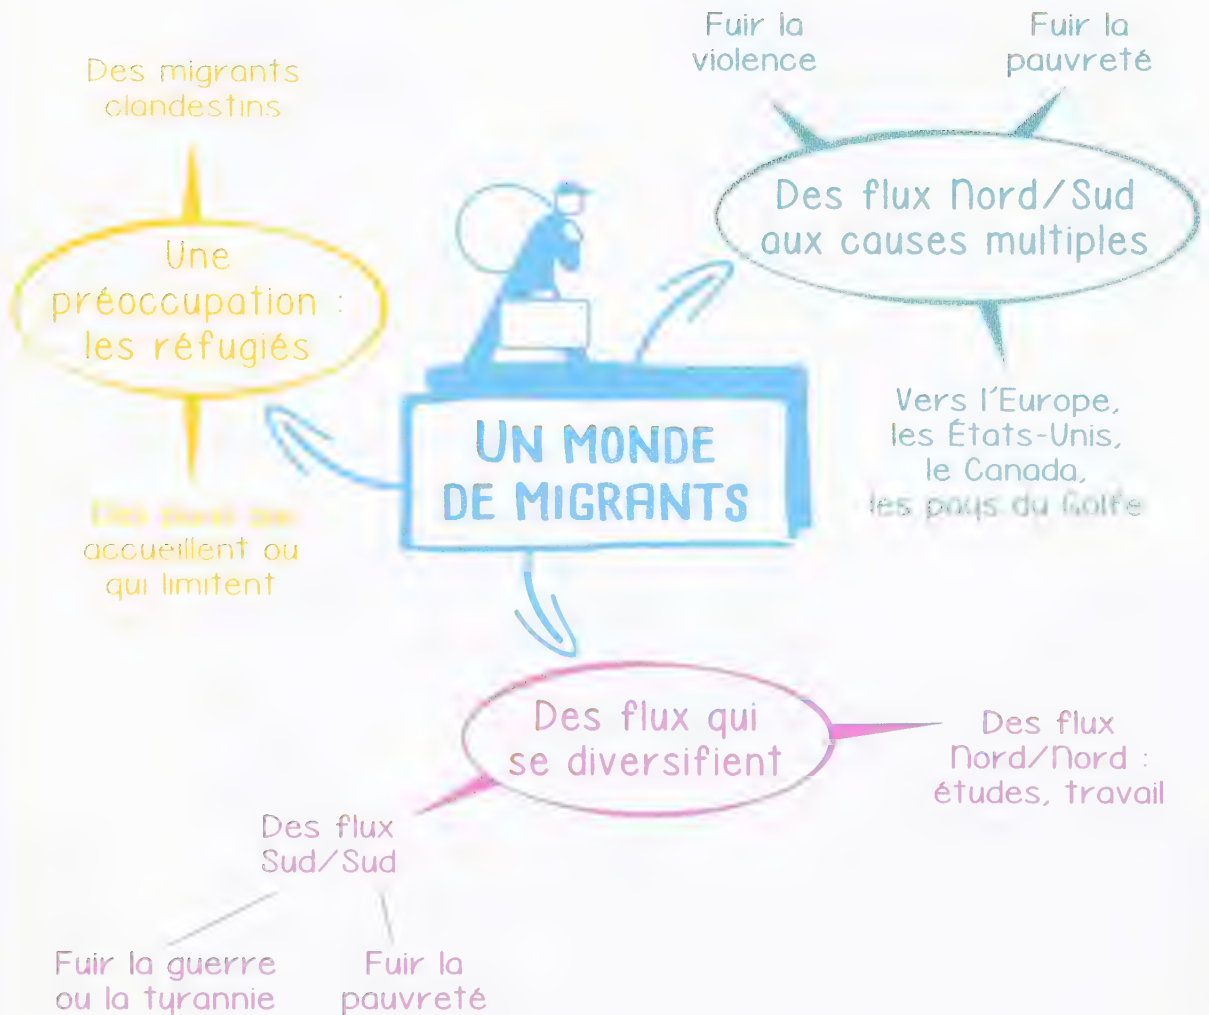 Fuir la
violence
Fuir la
pauvreté
Des flux Nord/Sud
aux causes multiples
Vers l'Europe,
les États-Unis,
le Canada,
les pays du Golfe
Des migrants
clandestins
Une
préoccupation :
les réfugiés
accueillent ou
qui limitent
UN MONDE
DE MIGRANTS
Des flux qui
se diversifient
Des flux
Nord/Nord :
études, travail
Des flux
Sud/Sud
Fuir la guerre
ou la tyrannie
Fuir la
pauvreté